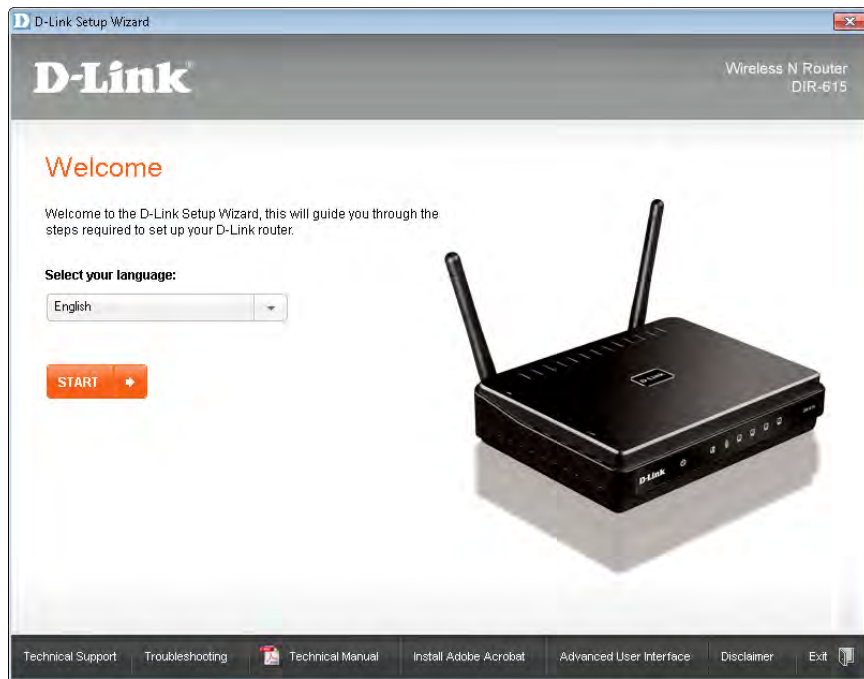 D-Link Setup Wizard
D-Link
Wireless N Router
DIR-615
Welcome
Welcome to the D-Link Setup Wizard, this will guide you through the
steps required to set up your D-Link router.
Select your language:
English
START
D-Link
D-Link
Technical Support
Troubleshooting
Technical Manual
Install Adobe Acrobat
Advanced User Interface
Disclaimer
Exit